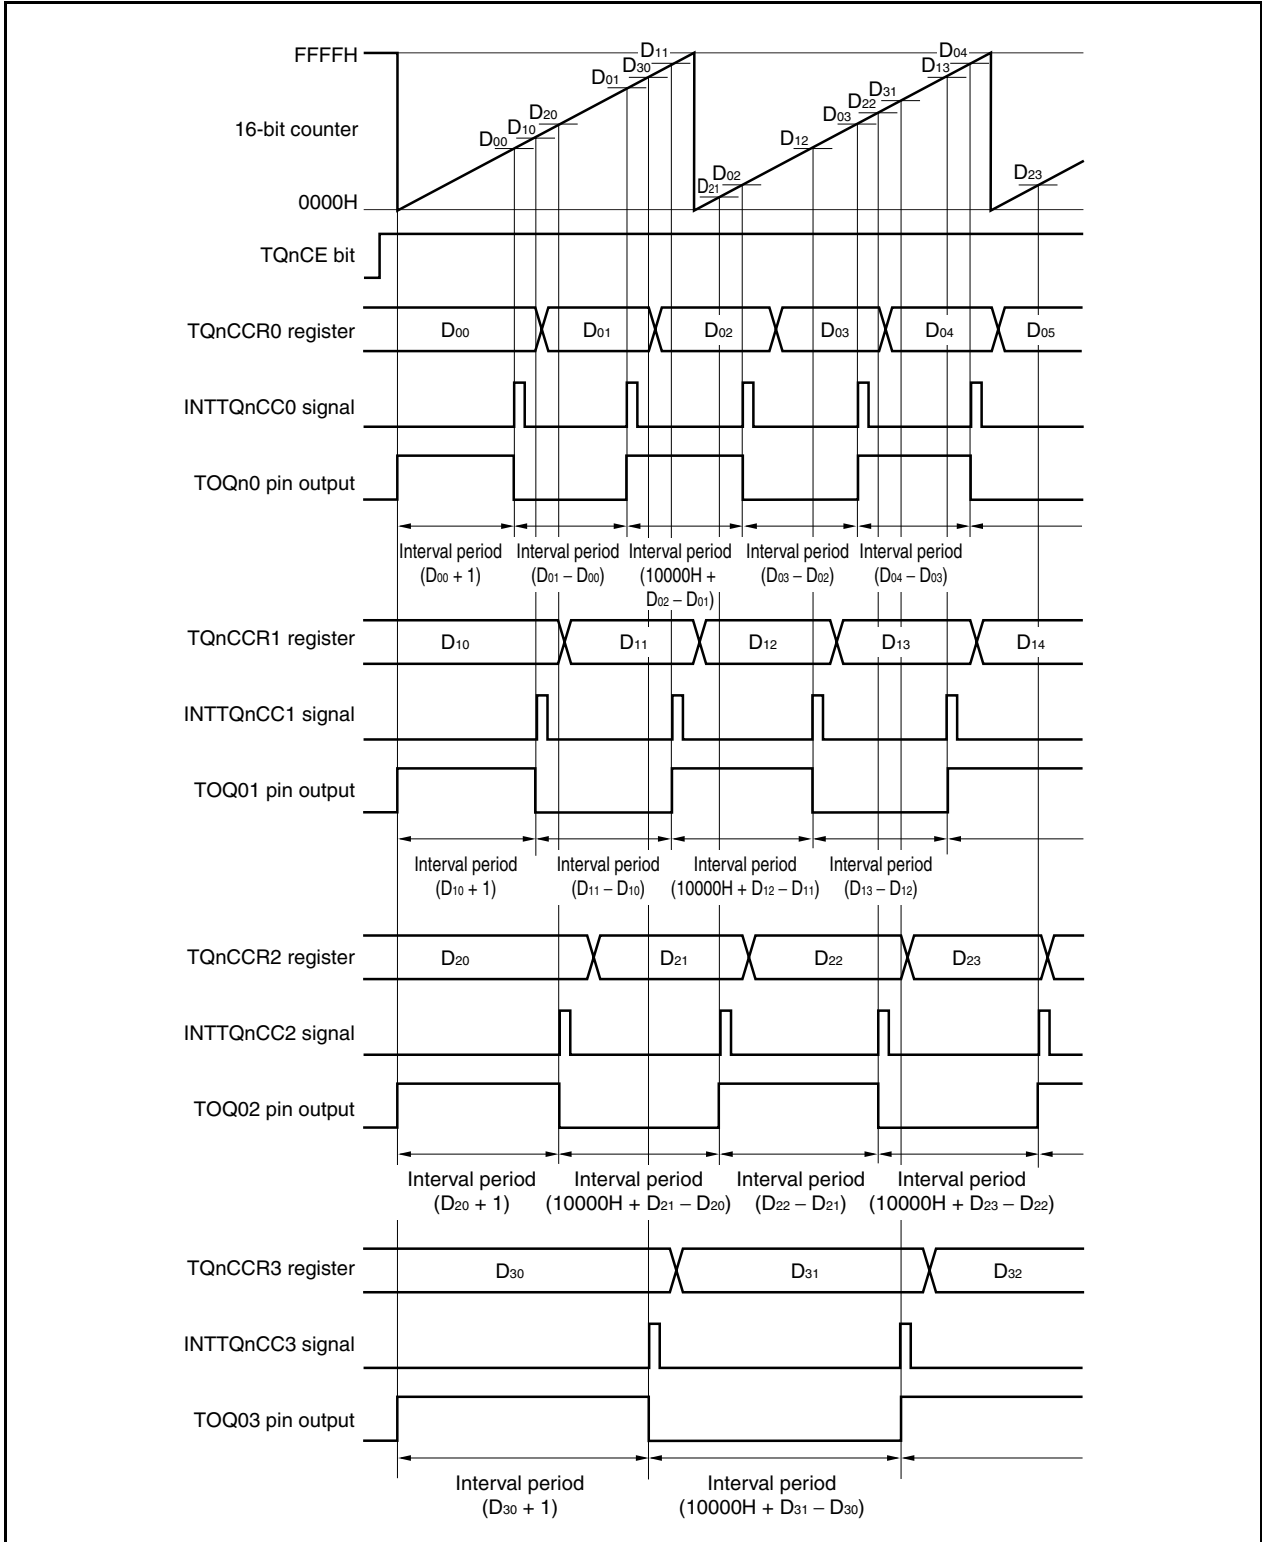 FFFFH
16-bit counter
0000H
D00
D10
D20
D01
D30
D11
D21
D02
D12
D03
D22
D31
D13
D04
D23
TQnCE bit
TQnCCR0 register
D00
D01
D02
D03
D04
D05
INTTQnCC0 signal
TOQn0 pin output
Interval period
(D00 + 1)
Interval period
(D01 – D00)
Interval period
(10000H +
D02 – D01)
Interval period
(D03 – D02)
Interval period
(D04 – D03)
TQnCCR1 register
D10
D11
D12
D13
D14
INTTQnCC1 signal
TOQ01 pin output
Interval period
(D10 + 1)
Interval period
(D11 – D10)
Interval period
(10000H + D12 – D11)
Interval period
(D13 – D12)
TQnCCR2 register
D20
D21
D22
D23
INTTQnCC2 signal
TOQ02 pin output
Interval period
(D20 + 1)
Interval period
(10000H + D21 – D20)
Interval period
(D22 – D21)
Interval period
(10000H + D23 – D22)
TQnCCR3 register
D30
D31
D32
INTTQnCC3 signal
TOQ03 pin output
Interval period
(D30 + 1)
Interval period
(10000H + D31 – D30)